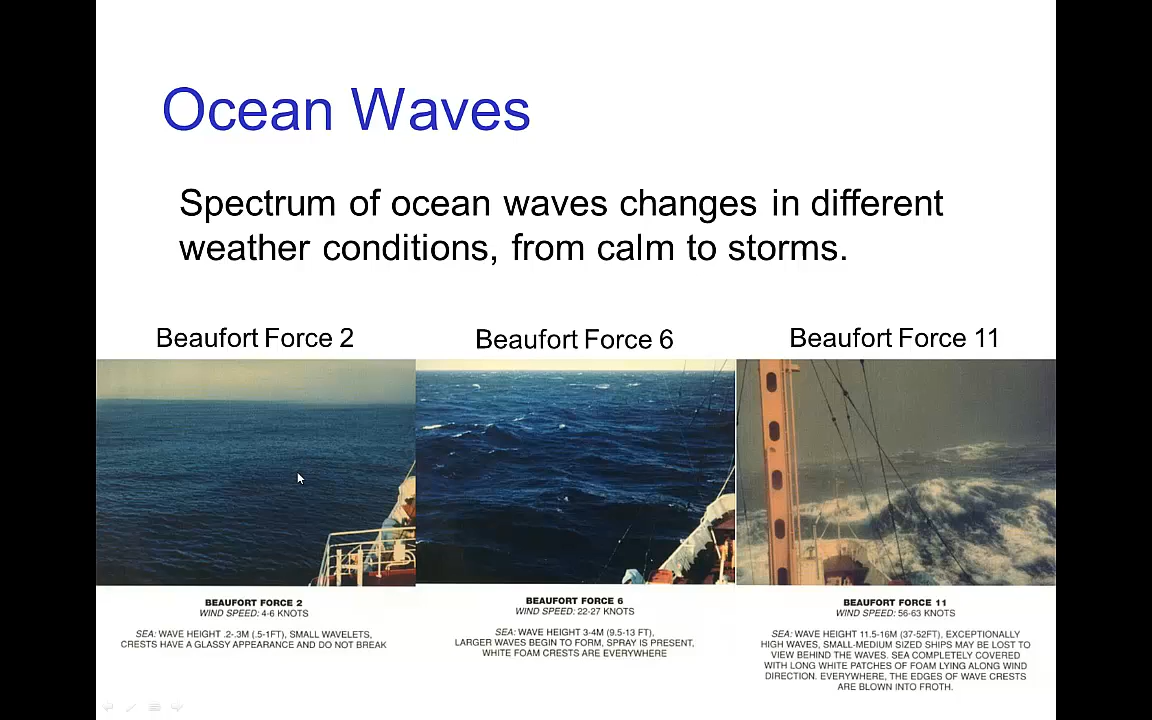 Ocean Waves
Spectrum of ocean waves changes in different
weather conditions, from calm to storms.
Beaufort Force 2
Beaufort Force 6
Beaufort Force 11
BEAUFORT FORCE 2
WIND SPEED: 4-6 KNOTS
SEA: WAVE HEIGHT .2-.3M (.5-1FT), SMALL WAVELETS,
CRESTS HAVE A GLASSY APPEARANCE AND DO NOT BREAK
BEAUFORT FORCE 6
WIND SPEED: 22-27 KNOTS
SEA: WAVE HEIGHT 3-4M (9.5-13 FT),
LARGER WAVES BEGIN TO FORM, SPRAY IS PRESENT,
WHITE FOAM CRESTS ARE EVERYWHERE
BEAUFORT FORCE 11
WIND SPEED: 56-63 KNOTS
SEA: WAVE HEIGHT 11.5-16M (37-52FT), EXCEPTIONALLY
HIGH WAVES, SMALL-MEDIUM SIZED SHIPS MAY BE LOST TO
VIEW BEHIND THE WAVES. SEA COMPLETELY COVERED
WITH LONG WHITE PATCHES OF FOAM LYING ALONG WIND
DIRECTION. EVERYWHERE, THE EDGES OF WAVE CRESTS
ARE BLOWN INTO FROTH.